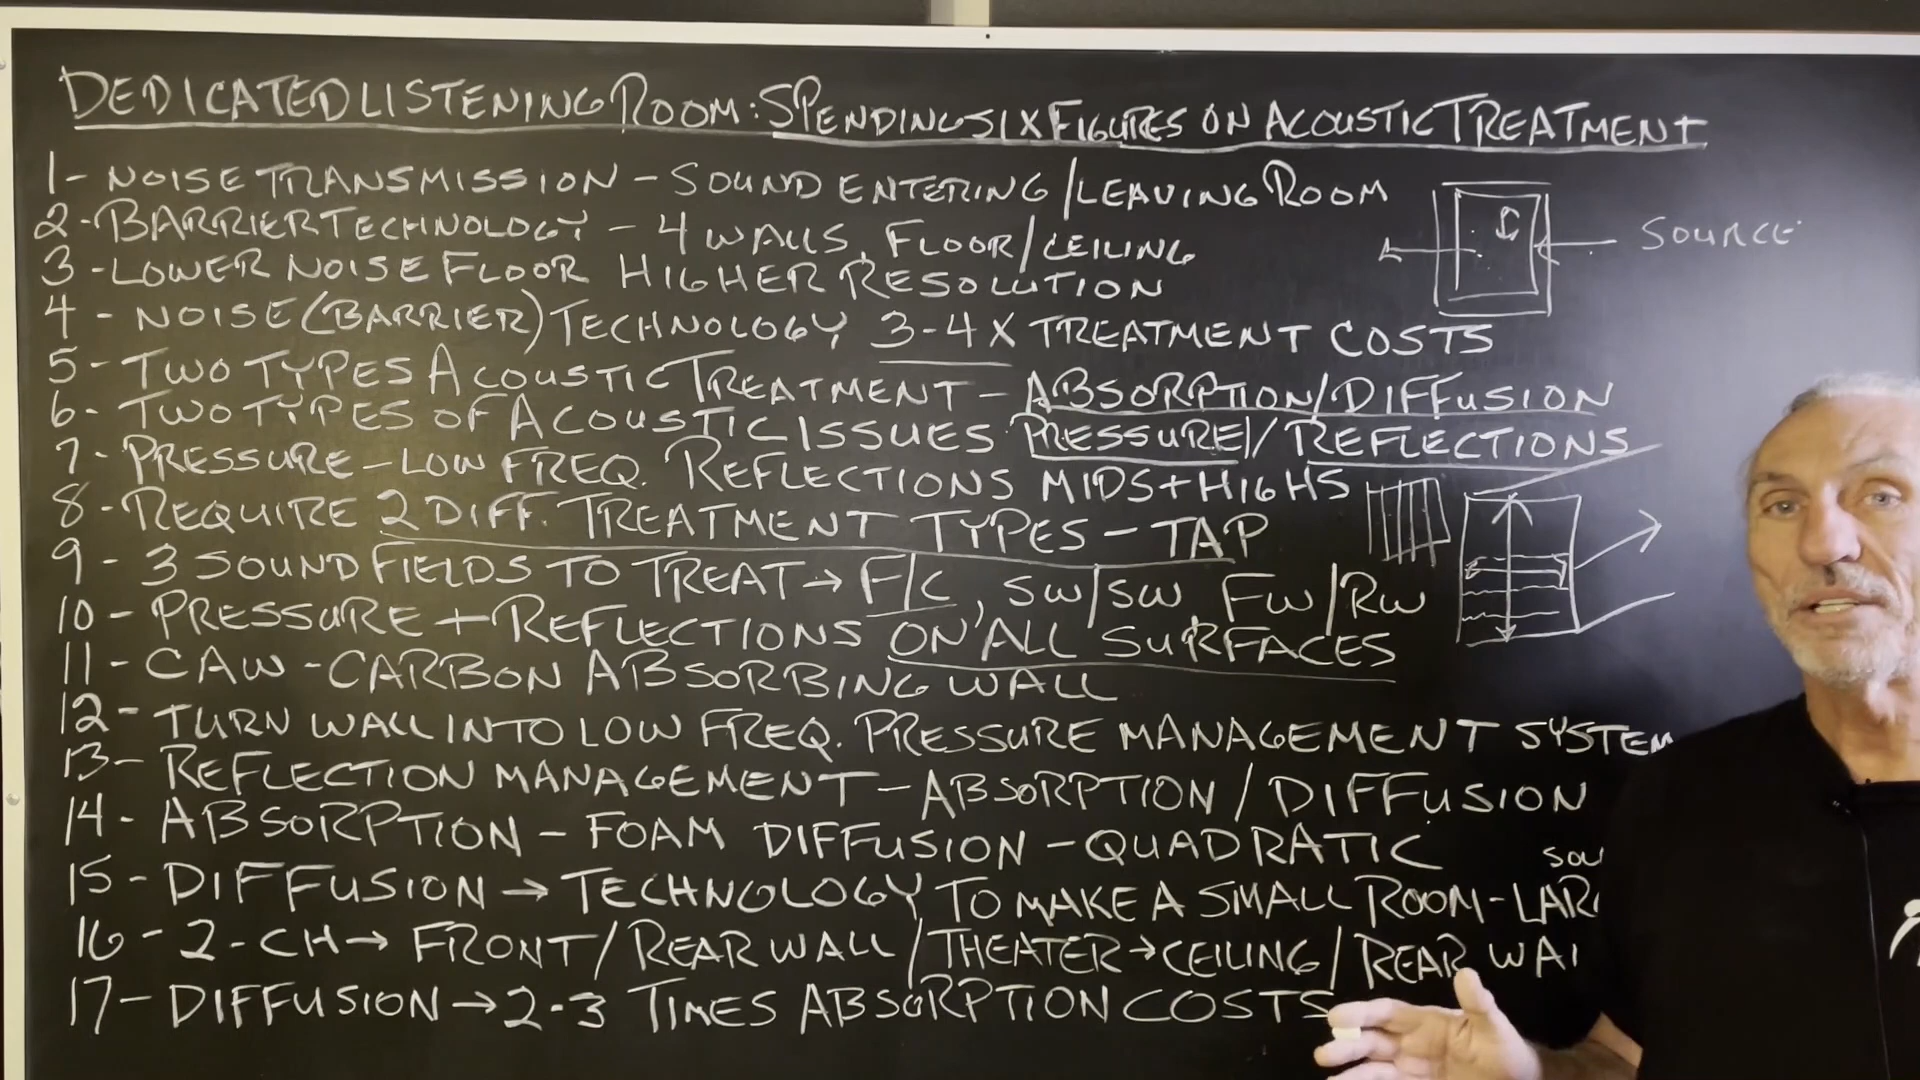 DEDICATED LISTENING ROOM: SPENDING SIX FIGURES ON ACOUSTIC TREATMENT
1- NOISE TRANSMISSION - SOUND ENTERING/LEAVING ROOM
2- BARRIER TECHNOLOGY - 4 WALLS, FLOOR/CEILING
SOURCE
3- LOWER NOISE FLOOR HIGHER RESOLUTION
4- NOISE (BARRIER) TECHNOLOGY 3-4X TREATMENT COSTS
5- TWO TYPES ACOUSTIC TREATMENT - ABSORPTION/DIFFUSION
6- TWO TYPES OF ACOUSTIC ISSUES PRESSURE/REFLECTIONS
7- PRESSURE - LOW FREQ. REFLECTIONS MIDS+HIGHS
8- REQUIRE 2 DIFF. TREATMENT TYPES - TAP
9- 3 SOUND FIELDS TO TREAT → F/C, SW/SW, FW/RW
10- PRESSURE + REFLECTIONS ON ALL SURFACES
11- CAW - CARBON ABSORBING WALL
12- TURN WALL INTO LOW FREQ. PRESSURE MANAGEMENT SYSTEM
13- REFLECTION MANAGEMENT - ABSORPTION/DIFFUSION
14- ABSORPTION - FOAM DIFFUSION - QUADRATIC
SOU
15- DIFFUSION → TECHNOLOGY TO MAKE A SMALL ROOM - LARG
16- 2-CH → FRONT/REAR WALL/THEATER → CEILING/REAR WAL
17- DIFFUSION → 2-3 TIMES ABSORPTION COSTS